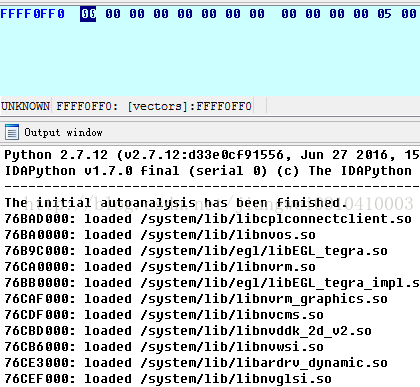 FFFF0FF0 00 00 00 00 00 00 00 00 00 00 00 00 05 00
UNKNOWN FFFF0FF0: [vectors]:FFFF0FF0
Output window
Python 2.7.12 (v2.7.12:d33e0cf91556, Jun 27 2016, 15
IDAPython v1.7.0 final (serial 0) (c) The IDAPython
---------------------------------------------------
The initial autoanalysis has been finished.
76BAD000: loaded /system/lib/libcplconnectclient.so
76BA0000: loaded /system/lib/libnvos.so
76B9C000: loaded /system/lib/egl/libEGL_tegra.so
76CA0000: loaded /system/lib/libnvrm.so
76BB0000: loaded /system/lib/egl/libEGL_tegra_impl.s
76CAF000: loaded /system/lib/libnvrm_graphics.so
76CDF000: loaded /system/lib/libnvcms.so
76CBD000: loaded /system/lib/libnvddk_2d_v2.so
76CB6000: loaded /system/lib/libnvwsi.so
76CE3000: loaded /system/lib/libardrv_dynamic.so
76CEF000: loaded /system/lib/libnvglsi.so